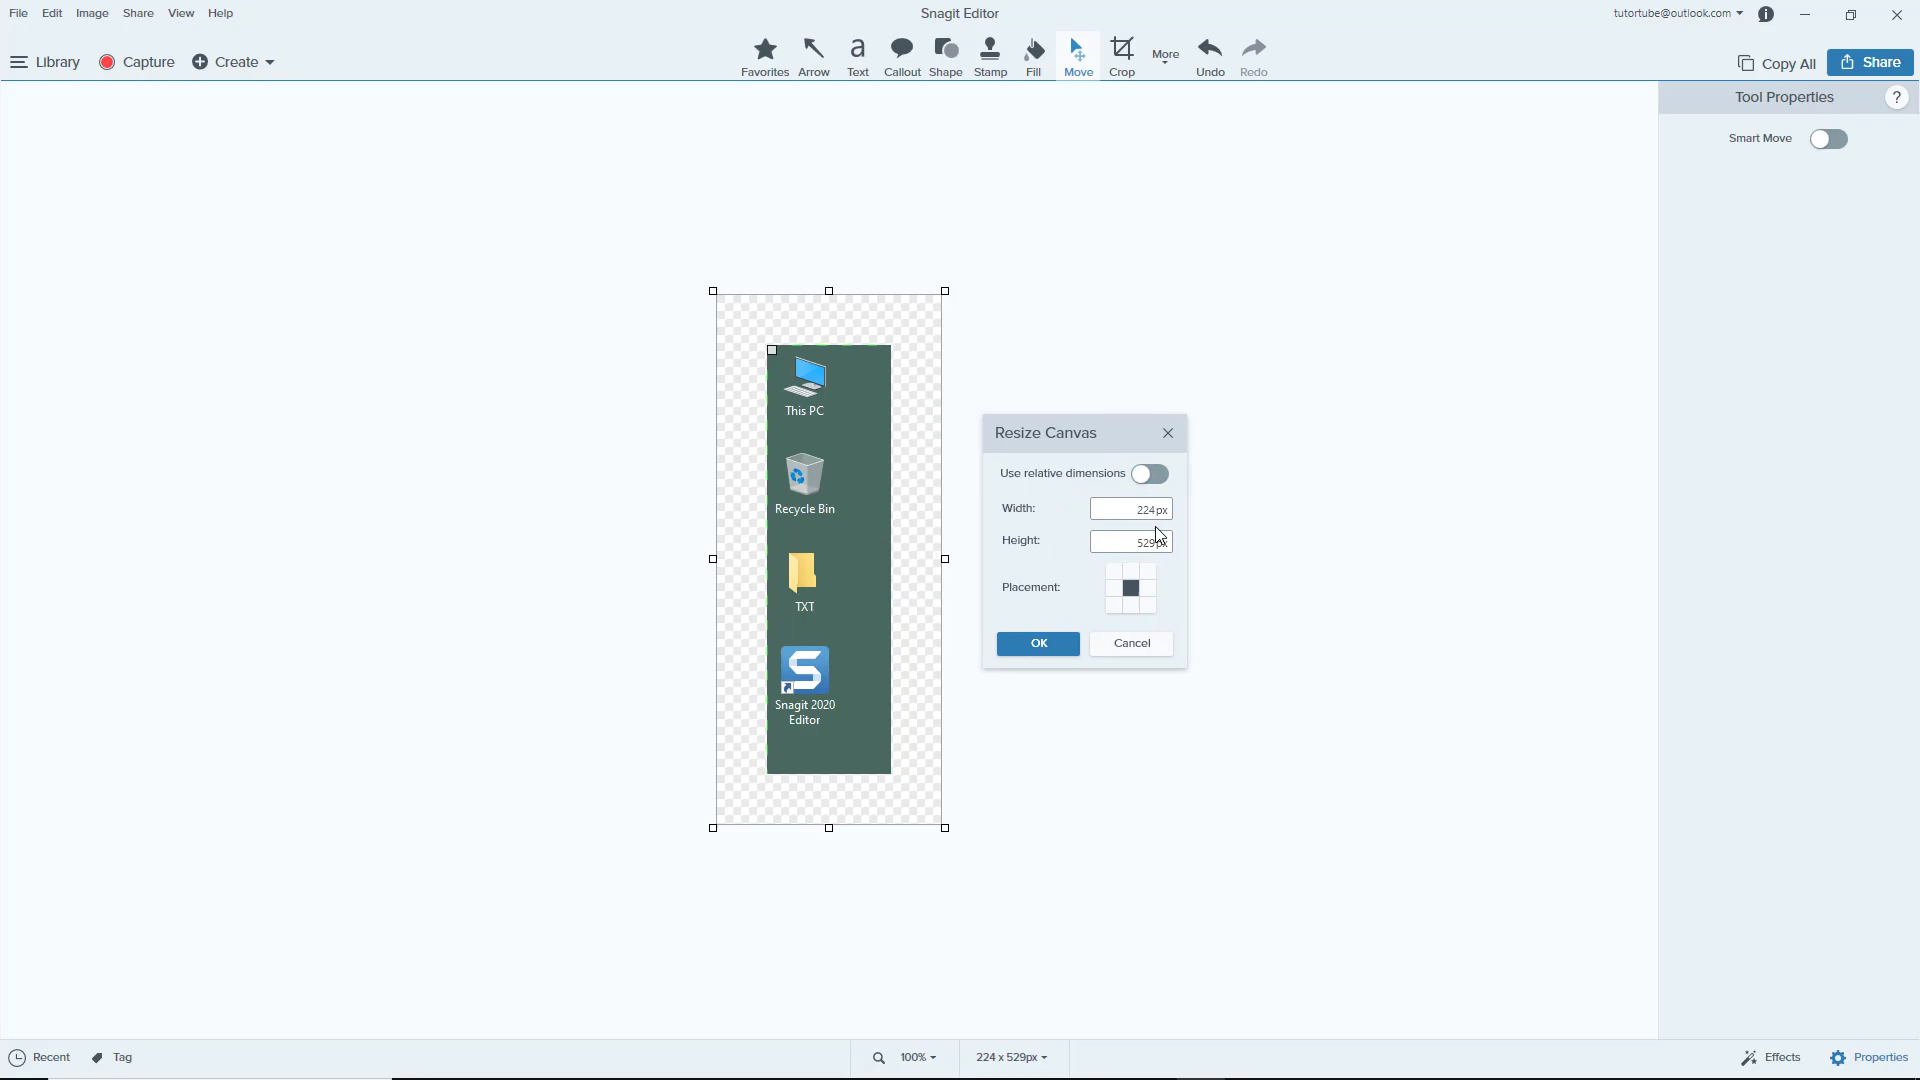 File Edit Image Share View Help
Snagit Editor
tutortube@outlook.com
Library Capture Create
Favorites Arrow a Text Callout Shape Stamp Fill Move Crop More Undo Redo
Copy All Share
Tool Properties ?
Smart Move
This PC
Recycle Bin
TXT
Snagit 2020
Editor
Resize Canvas
Use relative dimensions
Width: 224px
Height: 529px
Placement:
OK Cancel
Recent Tag
100% 224 x 529px
Effects Properties